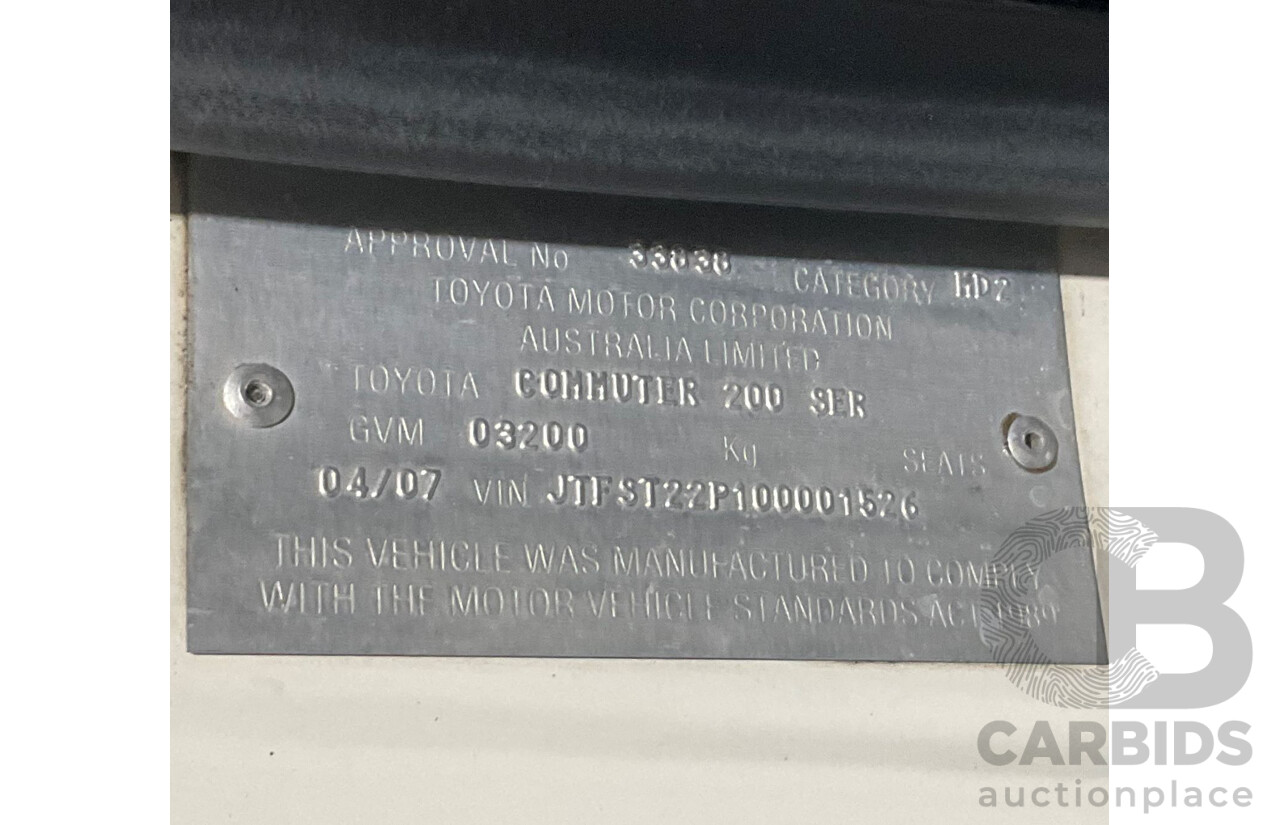 APPROVAL No 33838 CATEGORY MD2
TOYOTA MOTOR CORPORATION
AUSTRALIA LIMITED
TOYOTA COMMUTER 200 SER
GVM 03200 Kg SEATS
04/07 VIN JTFST22P100001526
THIS VEHICLE WAS MANUFACTURED TO COMPLY
WITH THE MOTOR VEHICLE STANDARDS ACT 1989
CB
CARBIDS
auctionplace